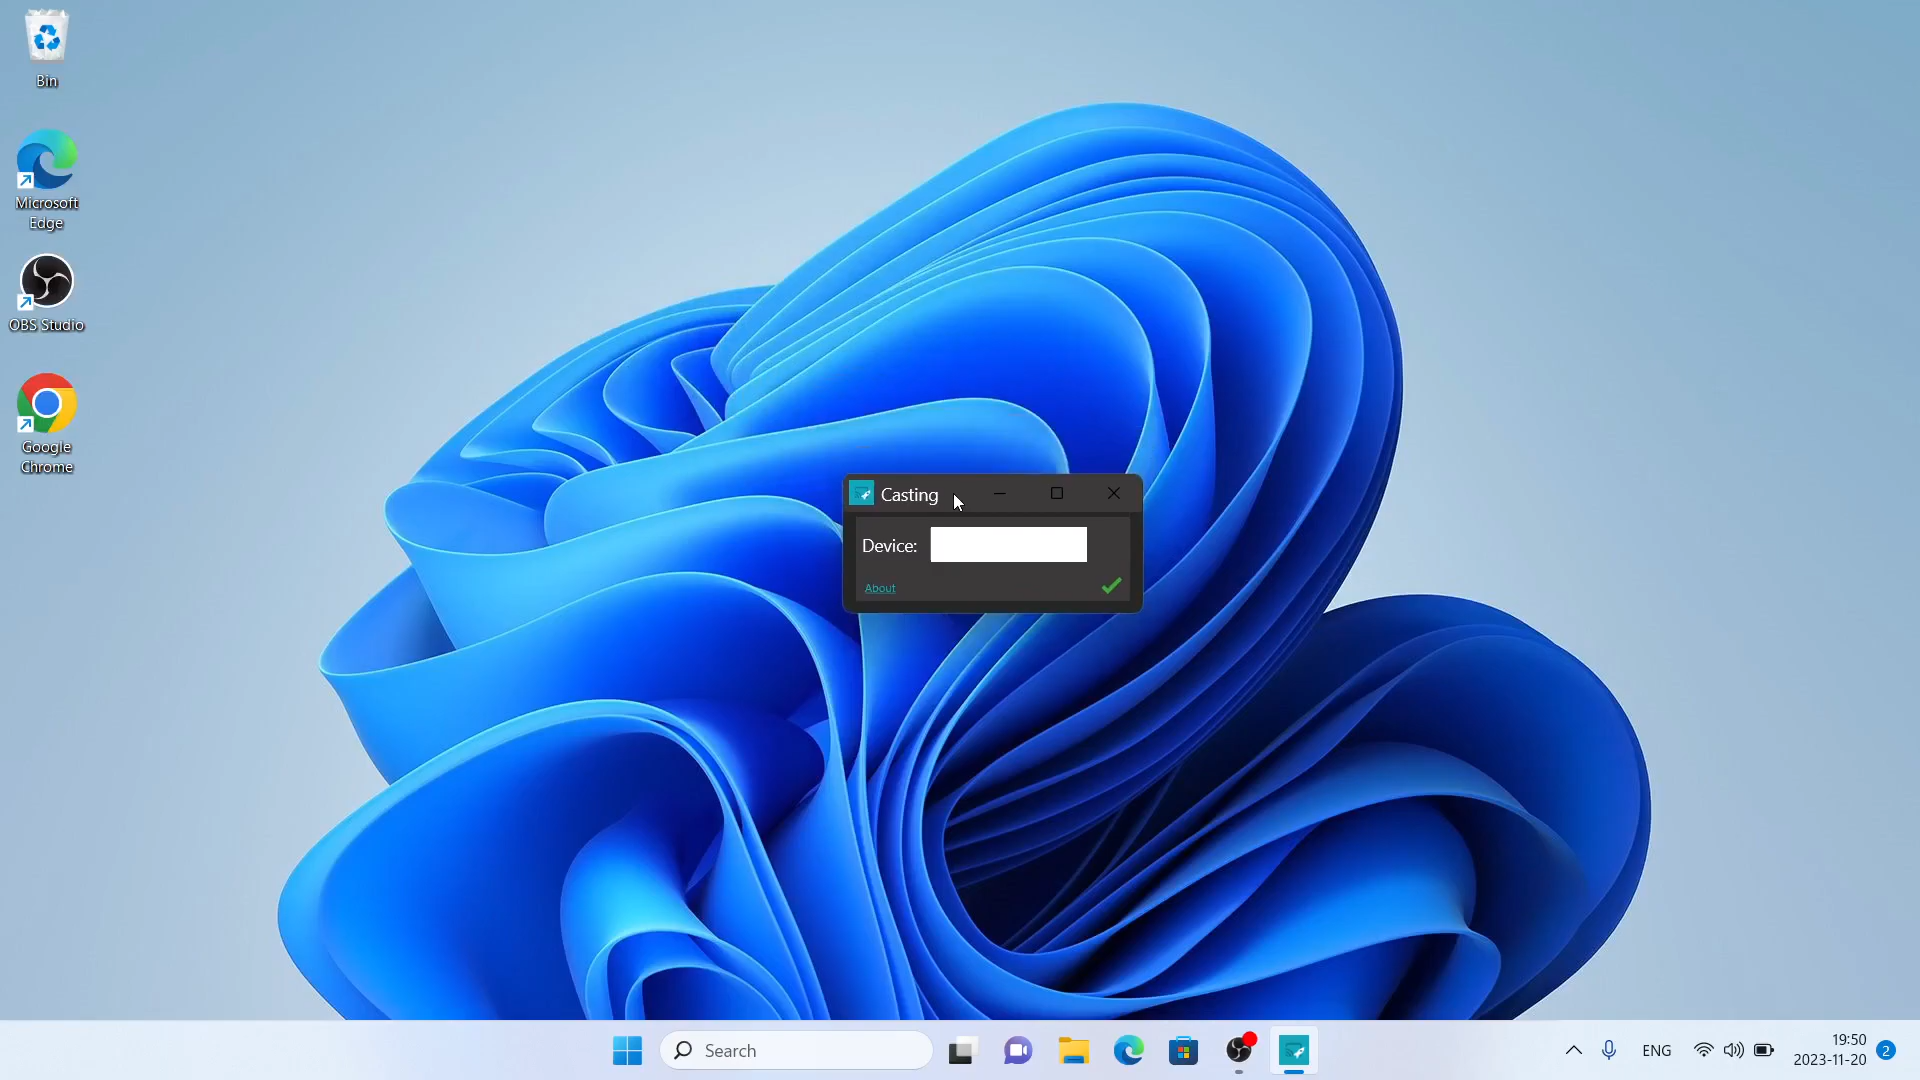 Bin
Microsoft
Edge
OBS Studio
Google
Chrome
Casting
Device:
About
Search
ENG
19:50
2023-11-20
2